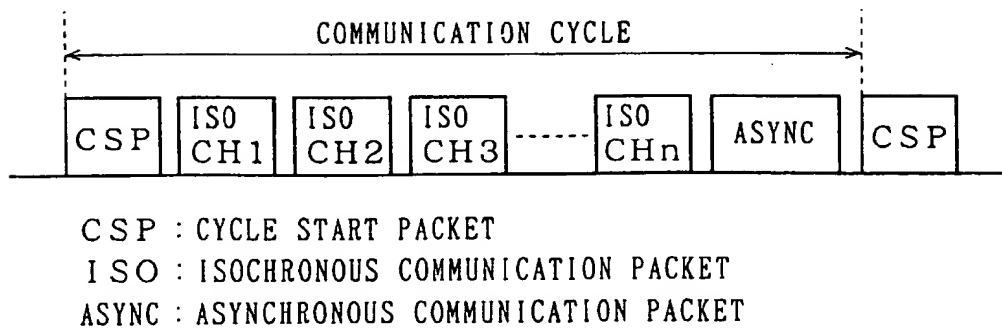 COMMUNICATION CYCLE
CSP ISO CH1 ISO CH2 ISO CH3 ISO CHn ASYNC CSP
CSP : CYCLE START PACKET
ISO : ISOCHRONOUS COMMUNICATION PACKET
ASYNC : ASYNCHRONOUS COMMUNICATION PACKET